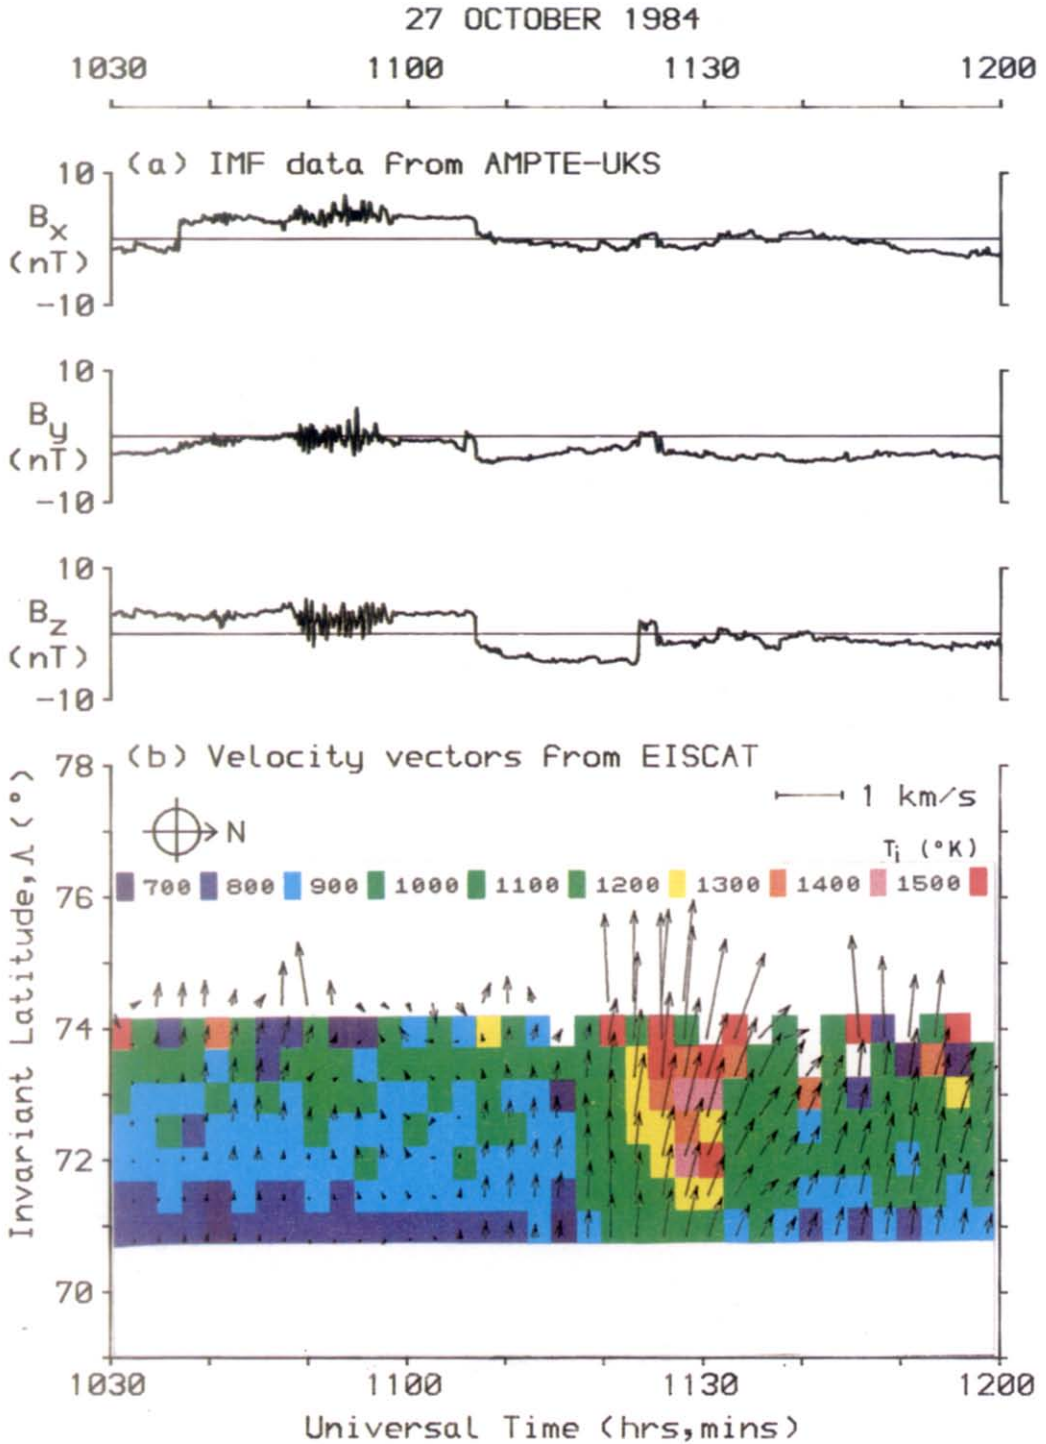 27 OCTOBER 1984
1030 1100 1130 1200
(a) IMF data from AMPTE-UKS
10
Bx
(nT)
-10
10
By
(nT)
-10
10
Bz
(nT)
-10
(b) Velocity vectors from EISCAT
78
1 km/s
N
Ti (°K)
700 800 900 1000 1100 1200 1300 1400 1500
76
74
72
70
Invariant Latitude, Λ (°)
1030 1100 1130 1200
Universal Time (hrs,mins)